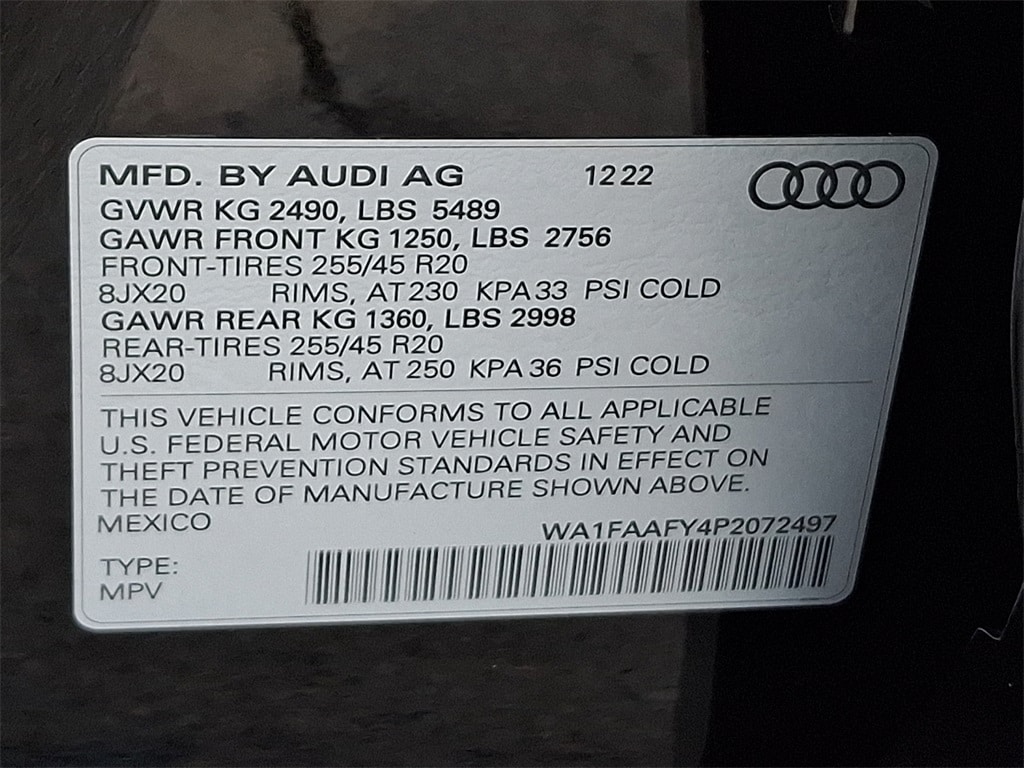 MFD. BY AUDI AG 12 22
GVWR KG 2490, LBS 5489
GAWR FRONT KG 1250, LBS 2756
FRONT-TIRES 255/45 R20
8JX20 RIMS, AT 230 KPA 33 PSI COLD
GAWR REAR KG 1360, LBS 2998
REAR-TIRES 255/45 R20
8JX20 RIMS, AT 250 KPA 36 PSI COLD
THIS VEHICLE CONFORMS TO ALL APPLICABLE
U.S. FEDERAL MOTOR VEHICLE SAFETY AND
THEFT PREVENTION STANDARDS IN EFFECT ON
THE DATE OF MANUFACTURE SHOWN ABOVE.
MEXICO WA1FAAFY4P2072497
TYPE:
MPV